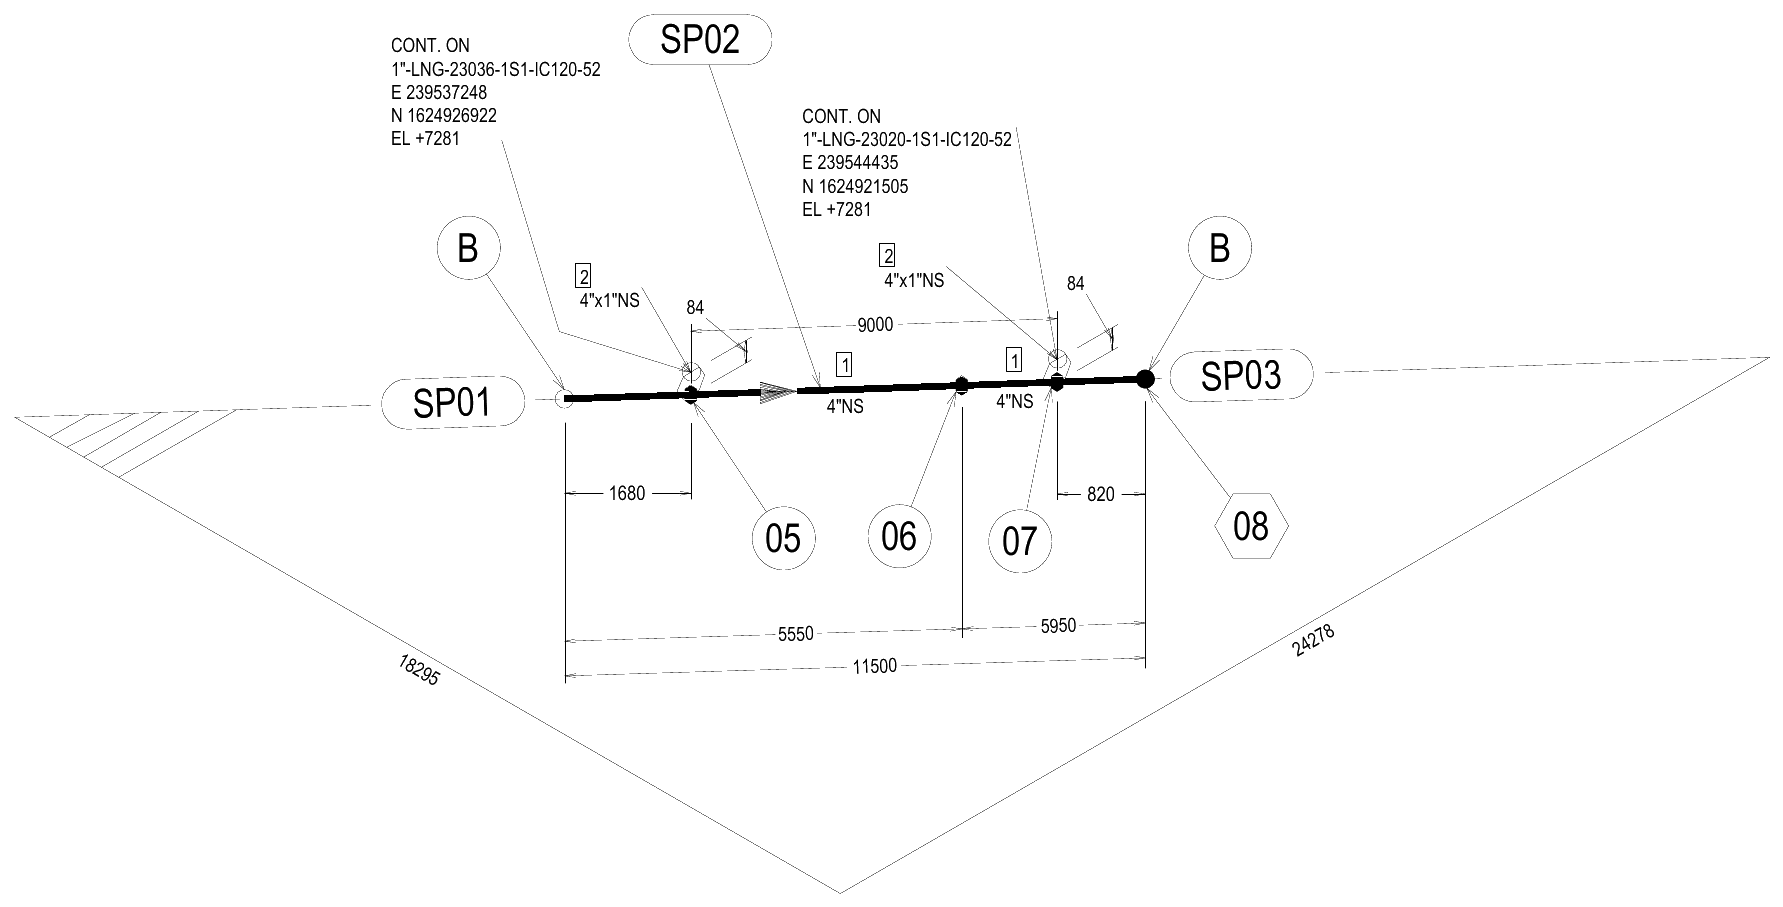 CONT. ON
1"-LNG-23036-1S1-IC120-52
E 239537248
N 1624926922
EL +7281
SP02
CONT. ON
1"-LNG-23020-1S1-IC120-52
E 239544435
N 1624921505
EL +7281
B
B
2
4"x1"NS
84
2
4"x1"NS
84
9000
1
4"NS
1
4"NS
SP01
SP03
1680
820
05
06
07
08
5550
5950
11500
18295
24278